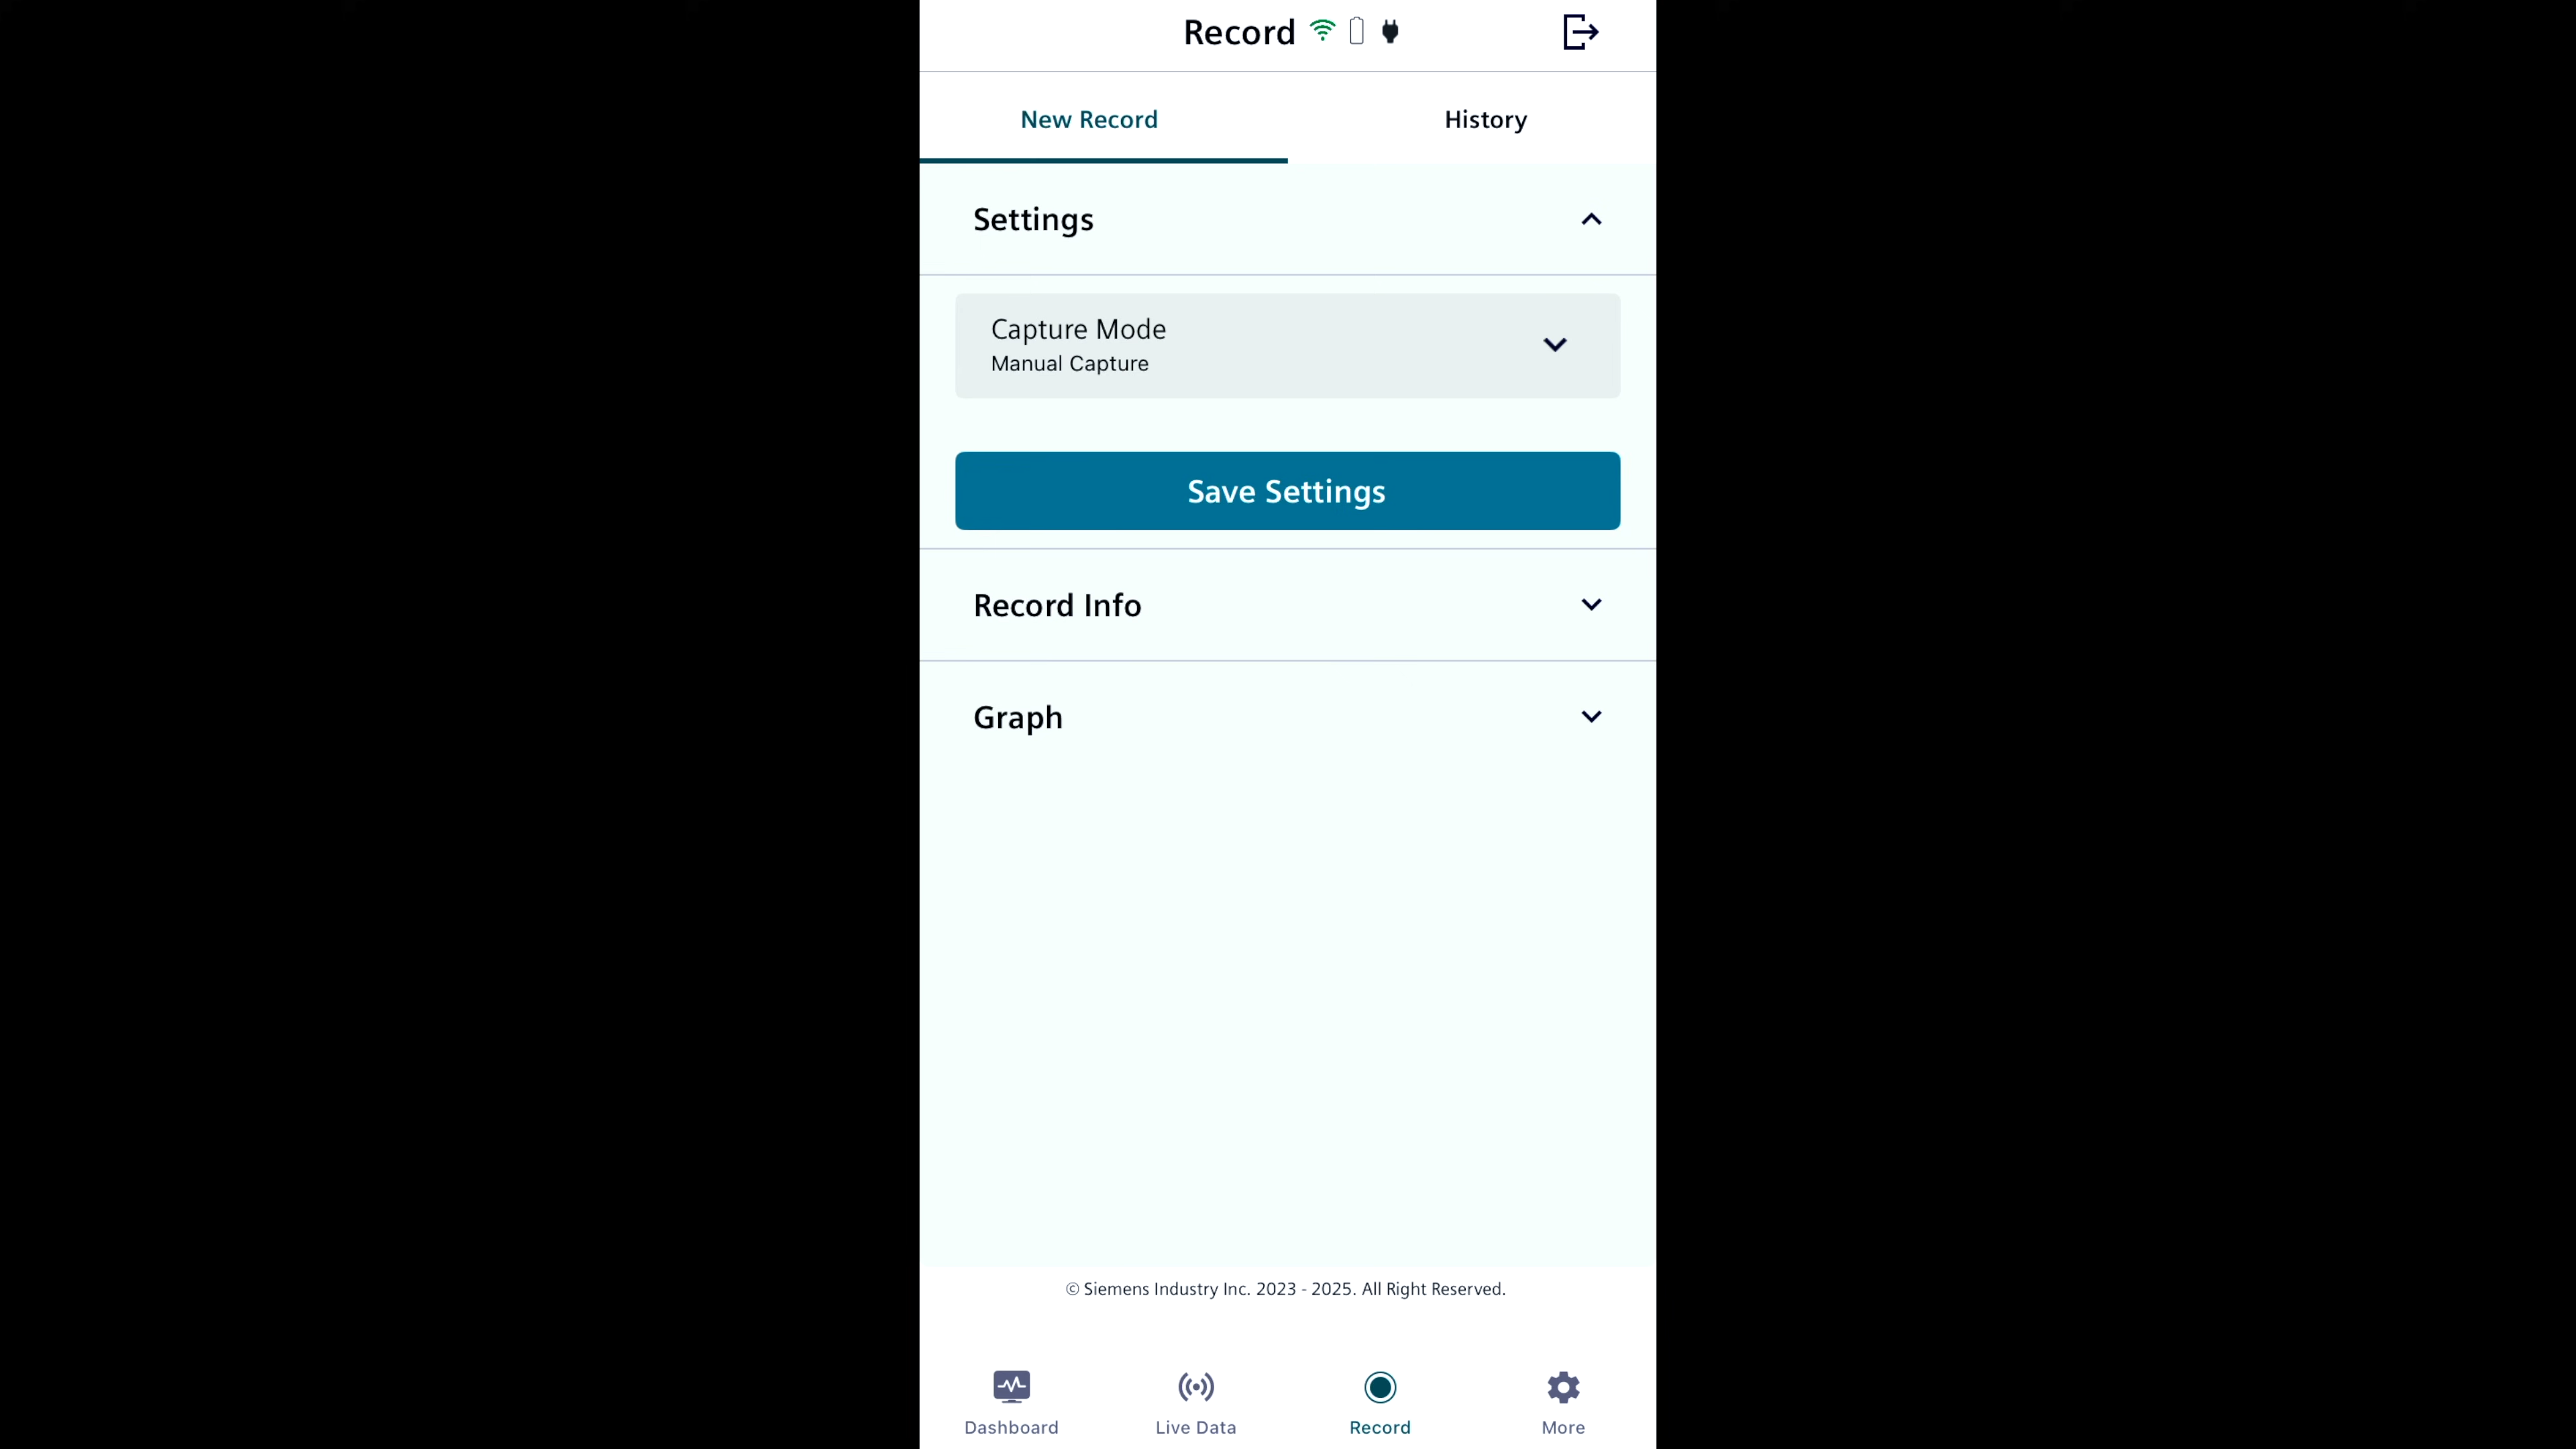 Record
New Record
History
Settings
Capture Mode
Manual Capture
Save Settings
Record Info
Graph
© Siemens Industry Inc. 2023 - 2025. All Right Reserved.
Dashboard
Live Data
Record
More